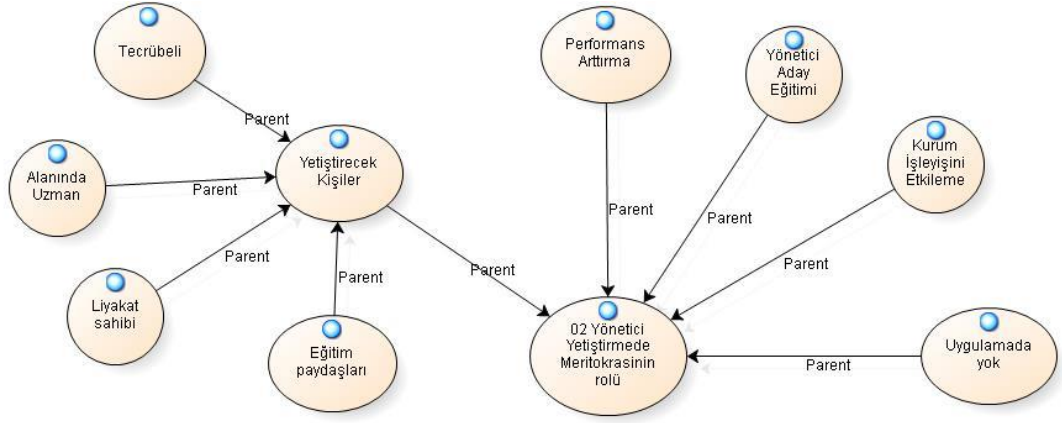 Tecrübeli
Performans
Arttırma
Yönetici
Aday
Eğitimi
Parent
Alanında
Uzman
Parent
Yetiştirecek
Kişiler
Kurum
İşleyişini
Etkileme
Parent
Parent
Parent
Parent
Parent
Parent
Liyakat
sahibi
Eğitim
paydaşları
02 Yönetici
Yetiştirmede
Meritokrasinin
rolü
Parent
Uygulamada
yok